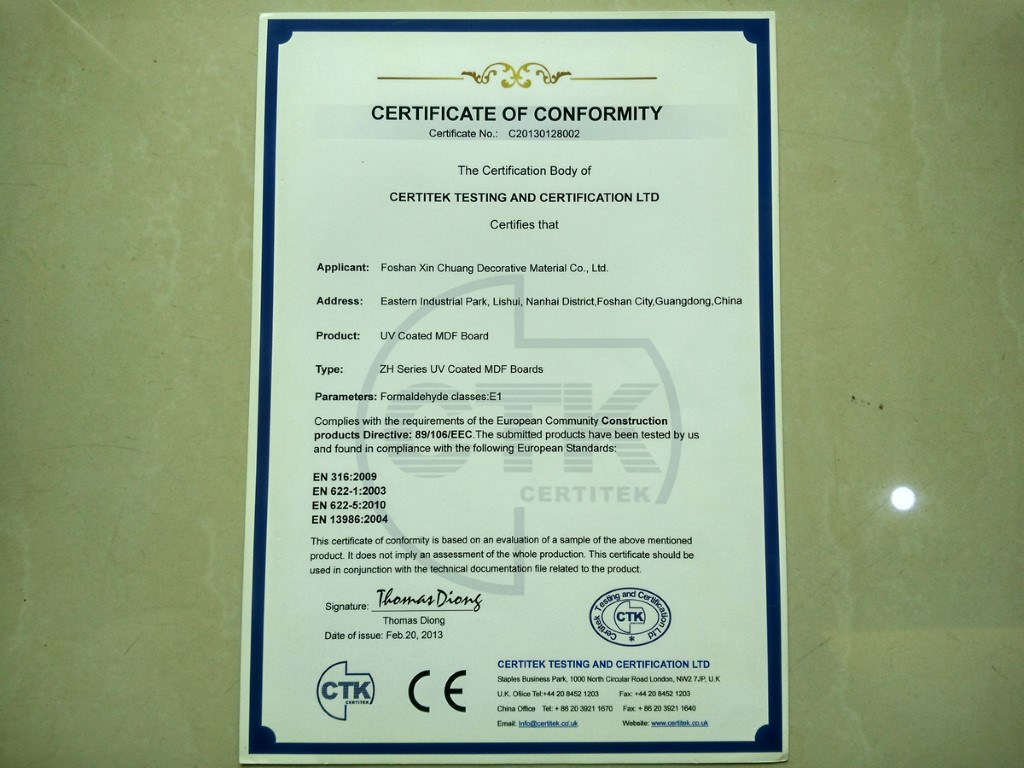 CERTIFICATE OF CONFORMITY
Certificate No.: C20130128002
The Certification Body of
CERTITEK TESTING AND CERTIFICATION LTD
Certifies that
Applicant: Foshan Xin Chuang Decorative Material Co., Ltd.
Address: Eastern Industrial Park, Lishui, Nanhai District,Foshan City,Guangdong,China
Product: UV Coated MDF Board
Type: ZH Series UV Coated MDF Boards
Parameters: Formaldehyde classes:E1
Complies with the requirements of the European Community Construction
products Directive: 89/106/EEC.The submitted products have been tested by us
and found in compliance with the following European Standards:
CTK
CERTITEK
EN 316:2009
EN 622-1:2003
EN 622-5:2010
EN 13986:2004
This certificate of conformity is based on an evaluation of a sample of the above mentioned
product. It does not imply an assessment of the whole production. This certificate should be
used in conjunction with the technical documentation file related to the product.
Signature: Thomas Diong
Thomas Diong
Date of issue: Feb.20, 2013
Certitek Testing and Certification Ltd
CTK
*
CTK
CERTITEK
CE
CERTITEK TESTING AND CERTIFICATION LTD
Staples Business Park, 1000 North Circular Road London, NW2 7JP, U.K
U.K. Office Tel:+44 20 8452 1203 Fax: +44 20 8452 1203
China Office Tel: + 86 20 3921 1670 Fax: + 86 20 3921 1640
Email: Info@certitek.co.uk Website: www.certitek.co.uk